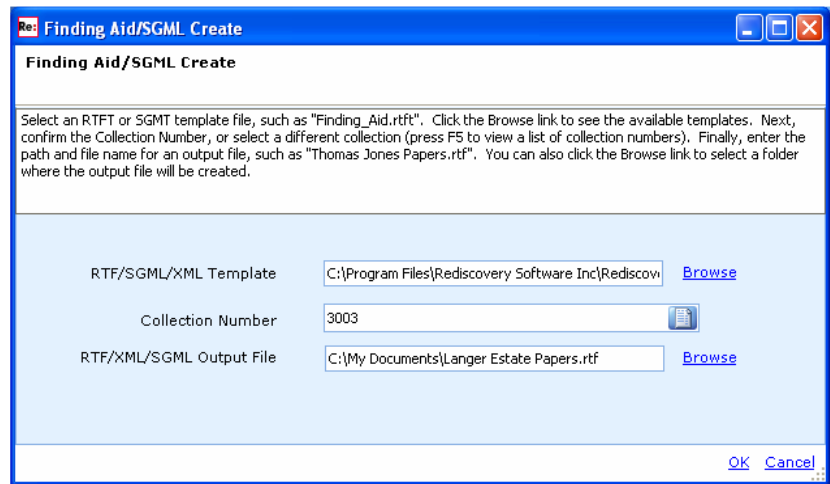 Re: Finding Aid/SGML Create
Finding Aid/SGML Create
Select an RTFT or SGMT template file, such as "Finding_Aid.rtft". Click the Browse link to see the available templates. Next,
confirm the Collection Number, or select a different collection (press F5 to view a list of collection numbers). Finally, enter the
path and file name for an output file, such as "Thomas Jones Papers.rtf". You can also click the Browse link to select a folder
where the output file will be created.
RTF/SGML/XML Template C:\Program Files\Rediscovery Software Inc\Rediscov Browse
Collection Number 3003
RTF/XML/SGML Output File C:\My Documents\Langer Estate Papers.rtf Browse
OK Cancel